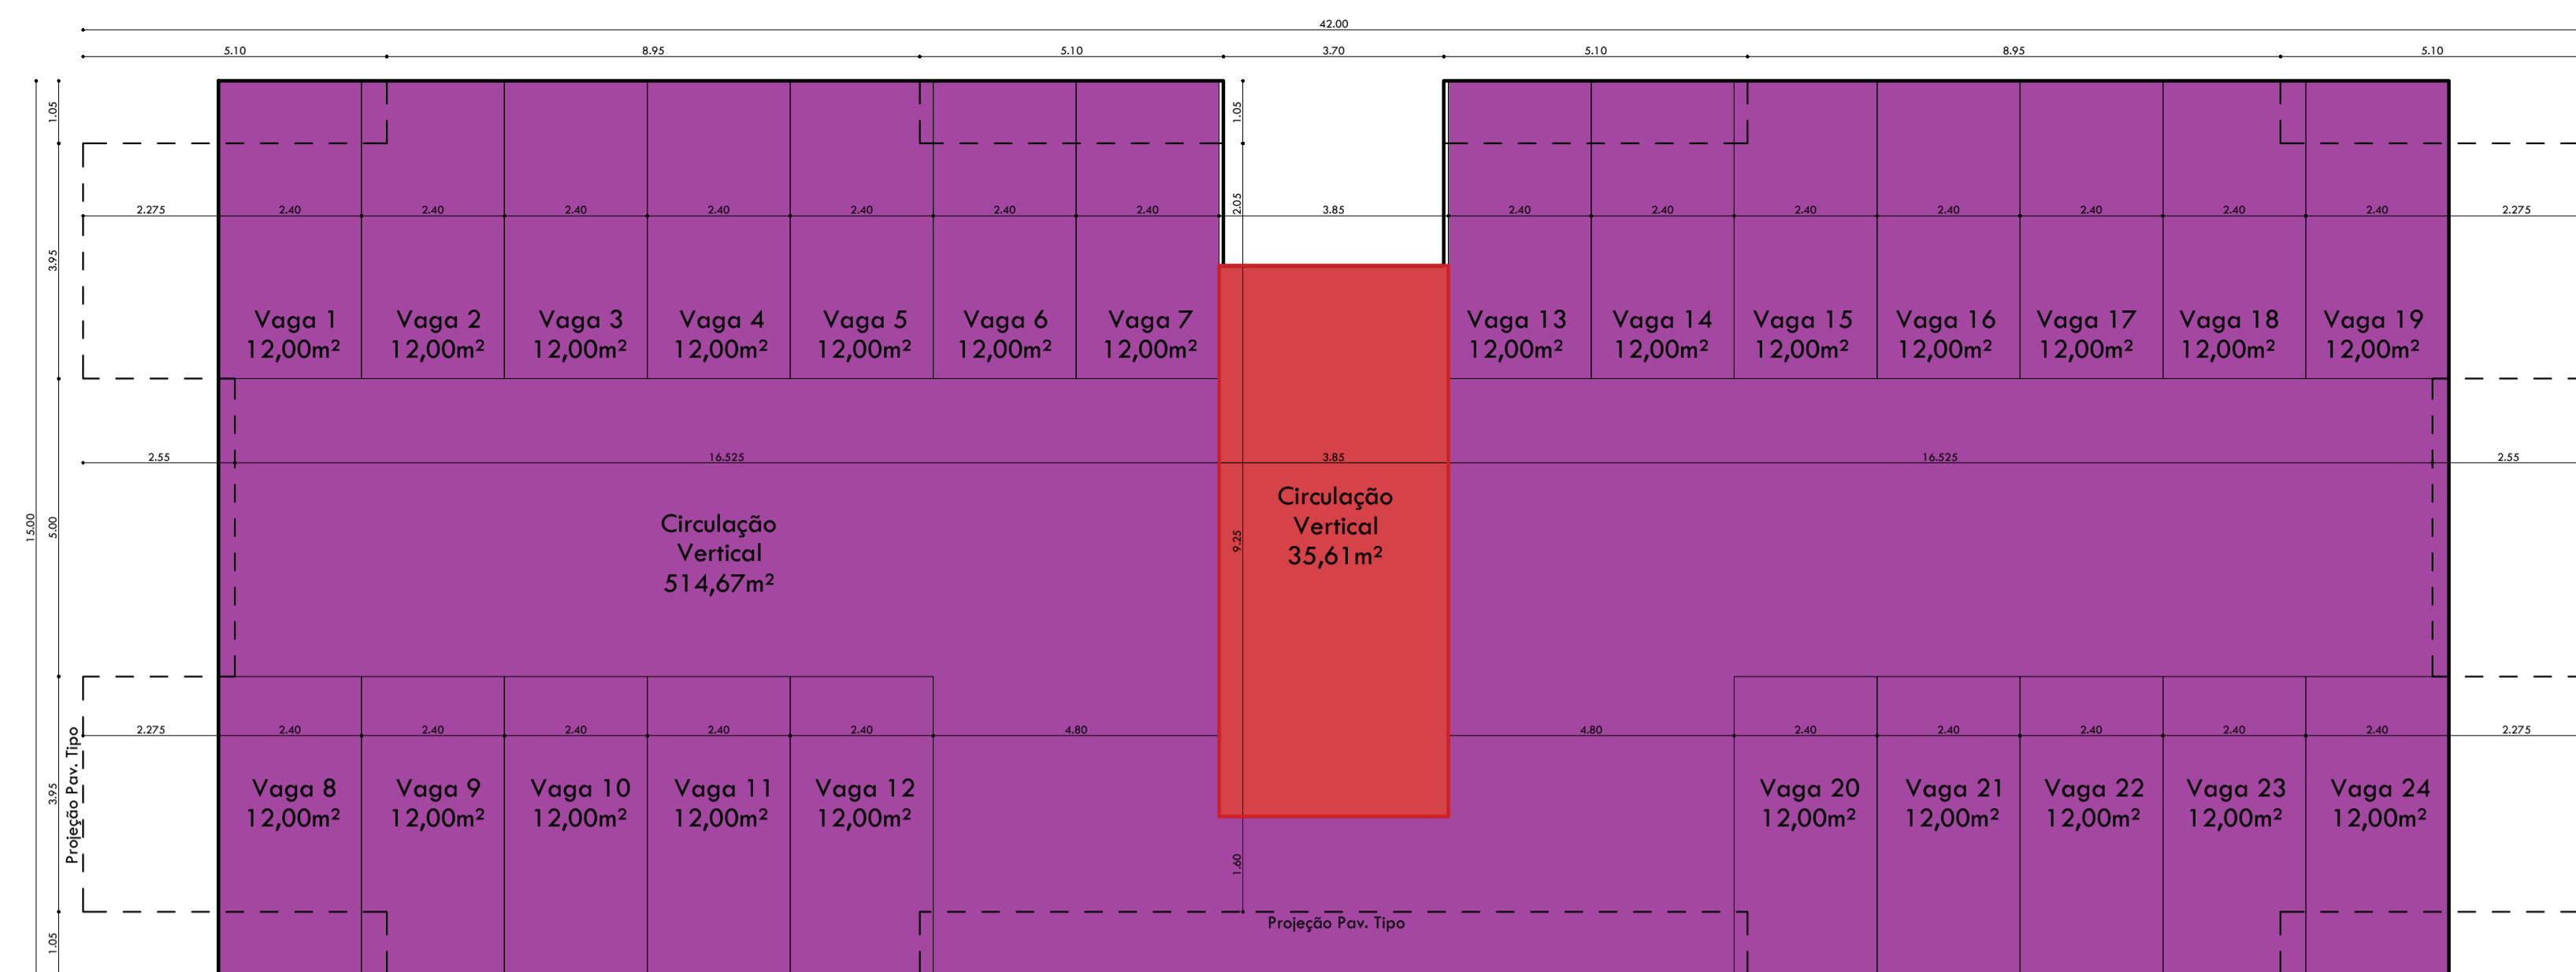 42.00
5.10 8.95 5.10 3.70 5.10 8.95 5.10
1.05 1.05
2.275 2.40 2.40 2.40 2.40 2.40 2.40 2.40 2.05 3.85 2.40 2.40 2.40 2.40 2.40 2.40 2.40 2.275
3.95
Vaga 1 Vaga 2 Vaga 3 Vaga 4 Vaga 5 Vaga 6 Vaga 7 Vaga 13 Vaga 14 Vaga 15 Vaga 16 Vaga 17 Vaga 18 Vaga 19
12,00m² 12,00m² 12,00m² 12,00m² 12,00m² 12,00m² 12,00m² 12,00m² 12,00m² 12,00m² 12,00m² 12,00m² 12,00m² 12,00m²
2.55 16.525 3.85 16.525 2.55
15.00 5.00
Circulação
Vertical
514,67m²
9.25
Circulação
Vertical
35,61m²
2.275 2.40 2.40 2.40 2.40 2.40 4.80 4.80 2.40 2.40 2.40 2.40 2.40 2.275
Projeção Pav. Tipo
3.95
Vaga 8 Vaga 9 Vaga 10 Vaga 11 Vaga 12 Vaga 20 Vaga 21 Vaga 22 Vaga 23 Vaga 24
12,00m² 12,00m² 12,00m² 12,00m² 12,00m² 12,00m² 12,00m² 12,00m² 12,00m² 12,00m²
1.60
Projeção Pav. Tipo
1.05